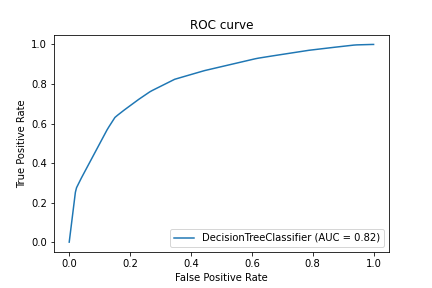 ROC curve
True Positive Rate
1.0
0.8
0.6
0.4
0.2
0.0
DecisionTreeClassifier (AUC = 0.82)
0.0 0.2 0.4 0.6 0.8 1.0
False Positive Rate